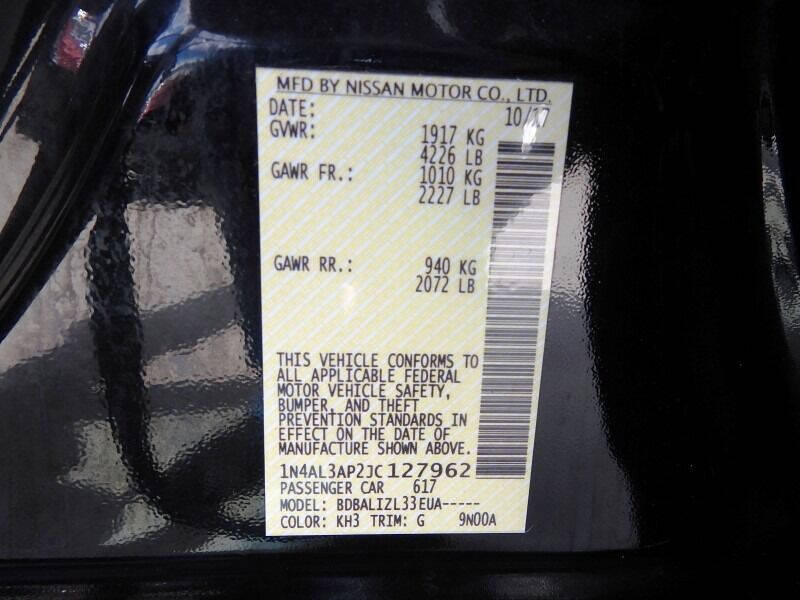 MFD BY NISSAN MOTOR CO., LTD.
DATE: 10/17
GVWR: 1917 KG
4226 LB
GAWR FR.: 1010 KG
2227 LB
GAWR RR.: 940 KG
2072 LB
THIS VEHICLE CONFORMS TO
ALL APPLICABLE FEDERAL
MOTOR VEHICLE SAFETY,
BUMPER, AND THEFT
PREVENTION STANDARDS IN
EFFECT ON THE DATE OF
MANUFACTURE SHOWN ABOVE.
1N4AL3AP2JC127962
PASSENGER CAR 617
MODEL: BDBALIZL33EUA-----
COLOR: KH3 TRIM: G 9N00A